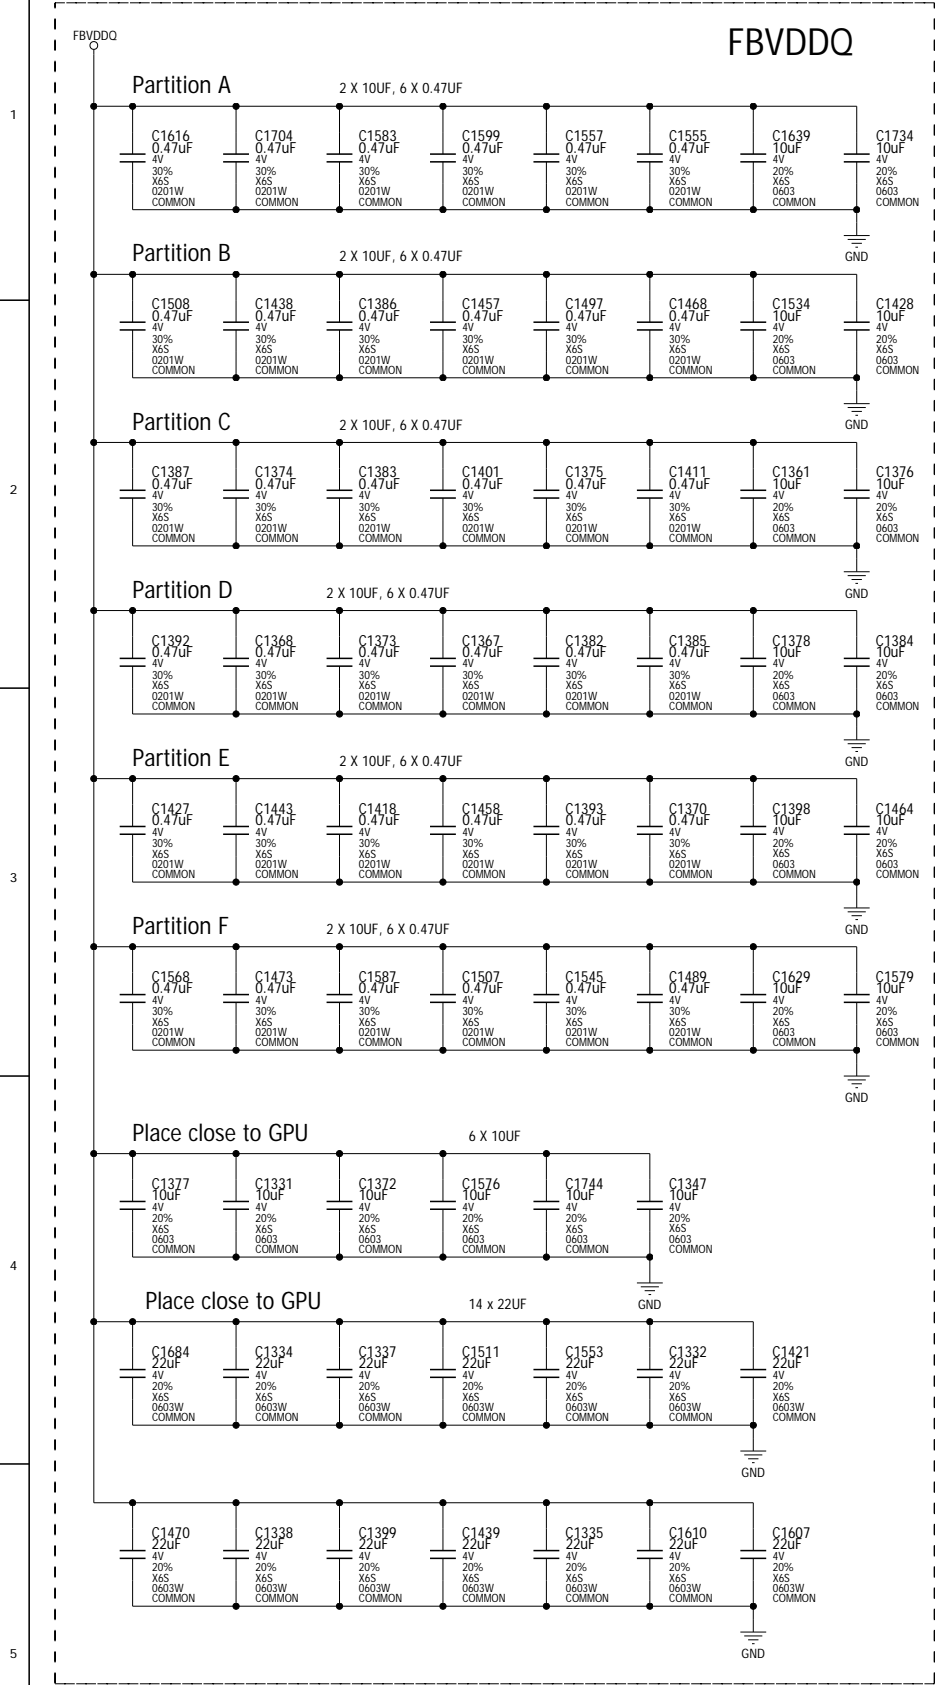 FBVDDQ
FBVDDQ
Partition A 2 X 10UF, 6 X 0.47UF
1
C1616 C1704 C1583 C1599 C1557 C1555 C1639 C1734
0.47uF 0.47uF 0.47uF 0.47uF 0.47uF 0.47uF 10uF 10uF
4V 4V 4V 4V 4V 4V 4V 4V
30% 30% 30% 30% 30% 30% 20% 20%
X6S X6S X6S X6S X6S X6S X6S X6S
0201W 0201W 0201W 0201W 0201W 0201W 0603 0603
COMMON COMMON COMMON COMMON COMMON COMMON COMMON COMMON
GND
Partition B 2 X 10UF, 6 X 0.47UF
C1508 C1438 C1386 C1457 C1497 C1468 C1534 C1428
0.47uF 0.47uF 0.47uF 0.47uF 0.47uF 0.47uF 10uF 10uF
4V 4V 4V 4V 4V 4V 4V 4V
30% 30% 30% 30% 30% 30% 20% 20%
X6S X6S X6S X6S X6S X6S X6S X6S
0201W 0201W 0201W 0201W 0201W 0201W 0603 0603
COMMON COMMON COMMON COMMON COMMON COMMON COMMON COMMON
GND
Partition C 2 X 10UF, 6 X 0.47UF
C1387 C1374 C1383 C1401 C1375 C1411 C1361 C1376
0.47uF 0.47uF 0.47uF 0.47uF 0.47uF 0.47uF 10uF 10uF
2
4V 4V 4V 4V 4V 4V 4V 4V
30% 30% 30% 30% 30% 30% 20% 20%
X6S X6S X6S X6S X6S X6S X6S X6S
0201W 0201W 0201W 0201W 0201W 0201W 0603 0603
COMMON COMMON COMMON COMMON COMMON COMMON COMMON COMMON
GND
Partition D 2 X 10UF, 6 X 0.47UF
C1392 C1368 C1373 C1367 C1382 C1385 C1378 C1384
0.47uF 0.47uF 0.47uF 0.47uF 0.47uF 0.47uF 10uF 10uF
4V 4V 4V 4V 4V 4V 4V 4V
30% 30% 30% 30% 30% 30% 20% 20%
X6S X6S X6S X6S X6S X6S X6S X6S
0201W 0201W 0201W 0201W 0201W 0201W 0603 0603
COMMON COMMON COMMON COMMON COMMON COMMON COMMON COMMON
GND
Partition E 2 X 10UF, 6 X 0.47UF
C1427 C1443 C1418 C1458 C1393 C1370 C1398 C1464
0.47uF 0.47uF 0.47uF 0.47uF 0.47uF 0.47uF 10uF 10uF
4V 4V 4V 4V 4V 4V 4V 4V
30% 30% 30% 30% 30% 30% 20% 20%
X6S X6S X6S X6S X6S X6S X6S X6S
0201W 0201W 0201W 0201W 0201W 0201W 0603 0603
COMMON COMMON COMMON COMMON COMMON COMMON COMMON COMMON
3
GND
Partition F 2 X 10UF, 6 X 0.47UF
C1568 C1473 C1587 C1507 C1545 C1489 C1629 C1579
0.47uF 0.47uF 0.47uF 0.47uF 0.47uF 0.47uF 10uF 10uF
4V 4V 4V 4V 4V 4V 4V 4V
30% 30% 30% 30% 30% 30% 20% 20%
X6S X6S X6S X6S X6S X6S X6S X6S
0201W 0201W 0201W 0201W 0201W 0201W 0603 0603
COMMON COMMON COMMON COMMON COMMON COMMON COMMON COMMON
GND
Place close to GPU 6 X 10UF
C1377 C1331 C1372 C1576 C1744 C1347
10uF 10uF 10uF 10uF 10uF 10uF
4V 4V 4V 4V 4V 4V
20% 20% 20% 20% 20% 20%
X6S X6S X6S X6S X6S X6S
0603 0603 0603 0603 0603 0603
COMMON COMMON COMMON COMMON COMMON COMMON
4
GND
Place close to GPU 14 x 22UF
C1684 C1334 C1337 C1511 C1553 C1332 C1421
22uF 22uF 22uF 22uF 22uF 22uF 22uF
4V 4V 4V 4V 4V 4V 4V
20% 20% 20% 20% 20% 20% 20%
X6S X6S X6S X6S X6S X6S X6S
0603W 0603W 0603W 0603W 0603W 0603W 0603W
COMMON COMMON COMMON COMMON COMMON COMMON COMMON
GND
C1470 C1338 C1399 C1439 C1335 C1610 C1607
22uF 22uF 22uF 22uF 22uF 22uF 22uF
4V 4V 4V 4V 4V 4V 4V
20% 20% 20% 20% 20% 20% 20%
X6S X6S X6S X6S X6S X6S X6S
0603W 0603W 0603W 0603W 0603W 0603W 0603W
COMMON COMMON COMMON COMMON COMMON COMMON COMMON
GND
5